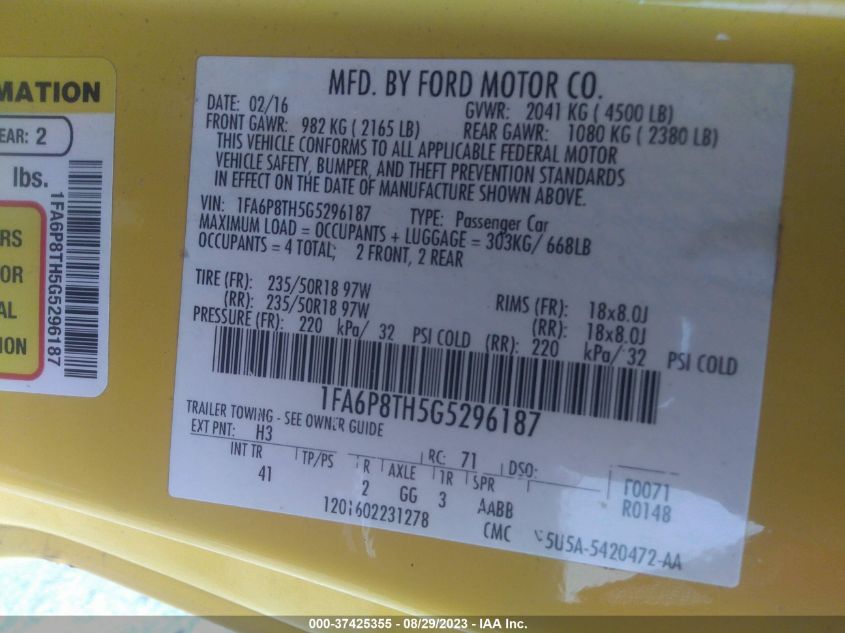 MATION
EAR: 2
lbs.
RS
OR
AL
ION
1FA6P8TH5G5296187
MFD. BY FORD MOTOR CO.
DATE: 02/16 GVWR: 2041 KG ( 4500 LB)
FRONT GAWR: 982 KG ( 2165 LB) REAR GAWR: 1080 KG ( 2380 LB)
THIS VEHICLE CONFORMS TO ALL APPLICABLE FEDERAL MOTOR
VEHICLE SAFETY, BUMPER, AND THEFT PREVENTION STANDARDS
IN EFFECT ON THE DATE OF MANUFACTURE SHOWN ABOVE.
VIN: 1FA6P8TH5G5296187 TYPE: Passenger Car
MAXIMUM LOAD = OCCUPANTS + LUGGAGE = 303KG/ 668LB
OCCUPANTS = 4 TOTAL; 2 FRONT, 2 REAR
TIRE (FR): 235/50R18 97W RIMS (FR): 18x8.0J
(RR): 235/50R18 97W (RR): 18x8.0J
PRESSURE (FR): 220 kPa/ 32 PSI COLD (RR): 220 kPa/ 32 PSI COLD
1FA6P8TH5G5296187
TRAILER TOWING - SEE OWNER GUIDE
EXT PNT: H3 RC: 71 DSO:
INT TR TP/PS R AXLE TR SPR F0071
41 2 GG 3 AABB R0148
1201602231278 CMC 5U5A-5420472-AA
000-37425355 - 08/29/2023 - IAA Inc.